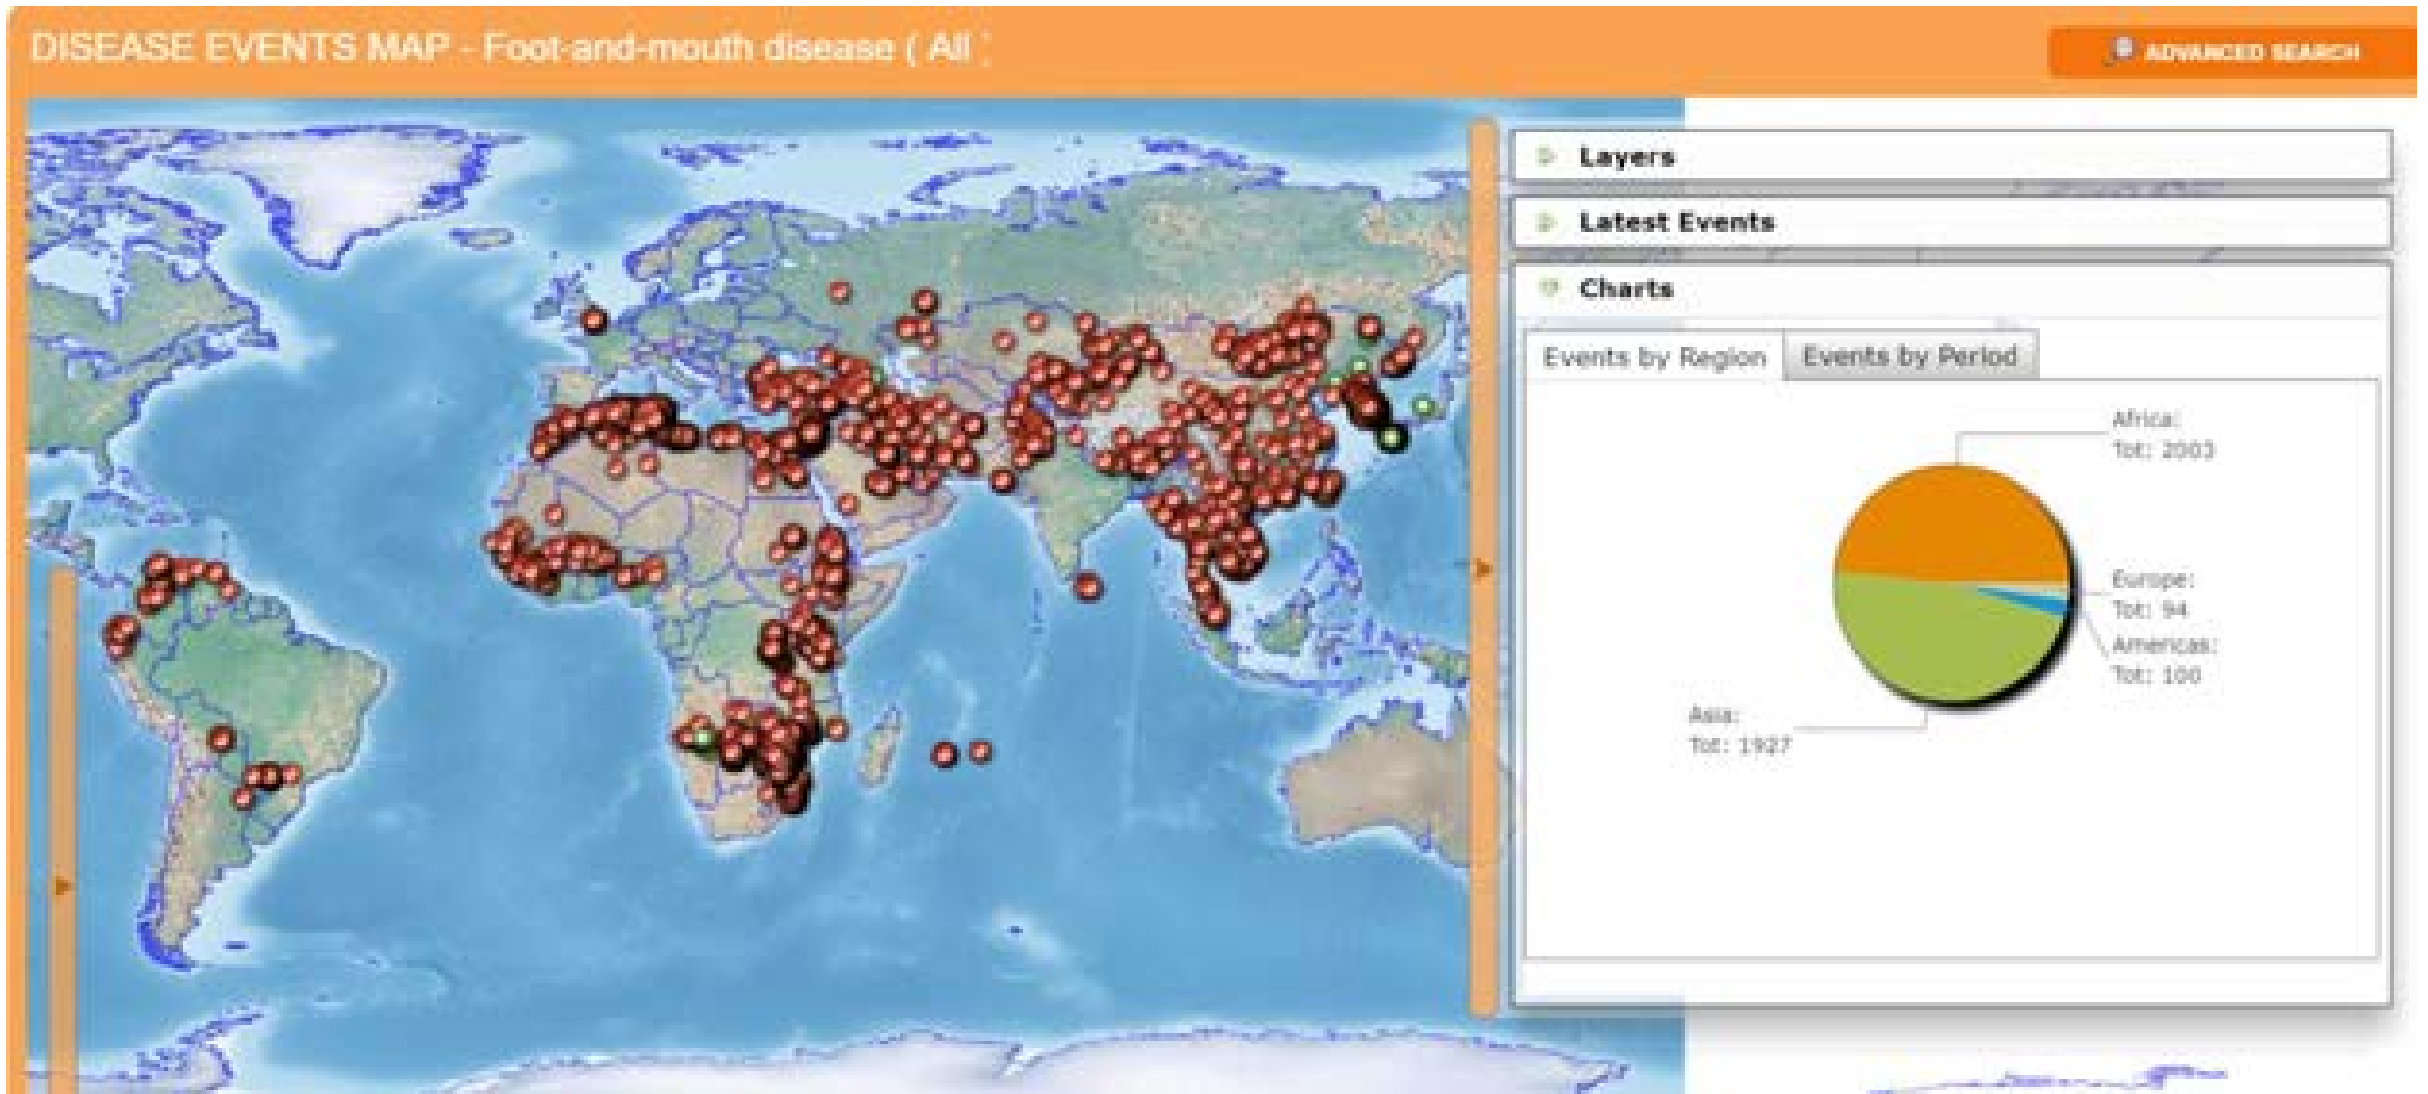 DISEASE EVENTS MAP - Foot-and-mouth disease ( All )
ADVANCED SEARCH
Layers
Latest Events
Charts
Events by Region
Events by Period
Africa:
Tot: 2003
Europe:
Tot: 94
Americas:
Tot: 100
Asia:
Tot: 1927